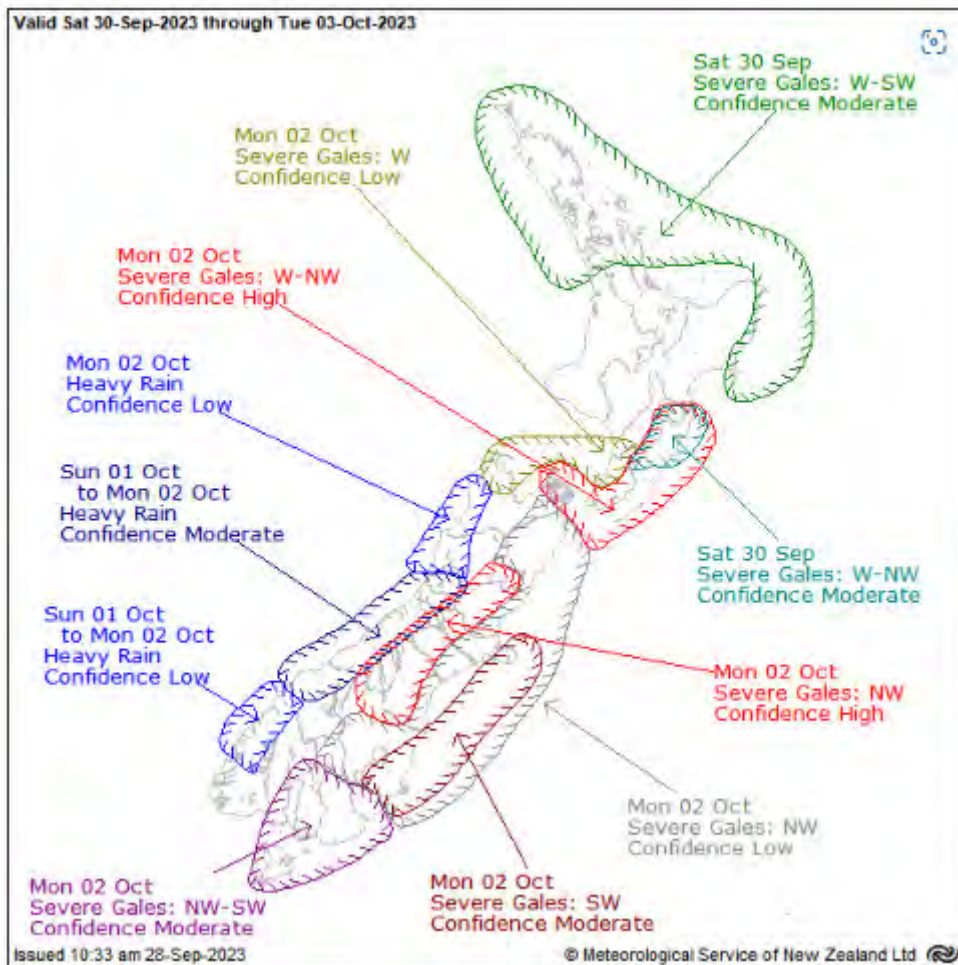 Valid Sat 30-Sep-2023 through Tue 03-Oct-2023
Sat 30 Sep
Severe Gales: W-SW
Confidence Moderate
Mon 02 Oct
Severe Gales: W
Confidence Low
Mon 02 Oct
Severe Gales: W-NW
Confidence High
Mon 02 Oct
Heavy Rain
Confidence Low
Sun 01 Oct
to Mon 02 Oct
Heavy Rain
Confidence Moderate
Sat 30 Sep
Severe Gales: W-NW
Confidence Moderate
Sun 01 Oct
to Mon 02 Oct
Heavy Rain
Confidence Low
Mon 02 Oct
Severe Gales: NW
Confidence High
Mon 02 Oct
Severe Gales: NW
Confidence Low
Mon 02 Oct
Severe Gales: NW-SW
Confidence Moderate
Mon 02 Oct
Severe Gales: SW
Confidence Moderate
Issued 10:33 am 28-Sep-2023
© Meteorological Service of New Zealand Ltd